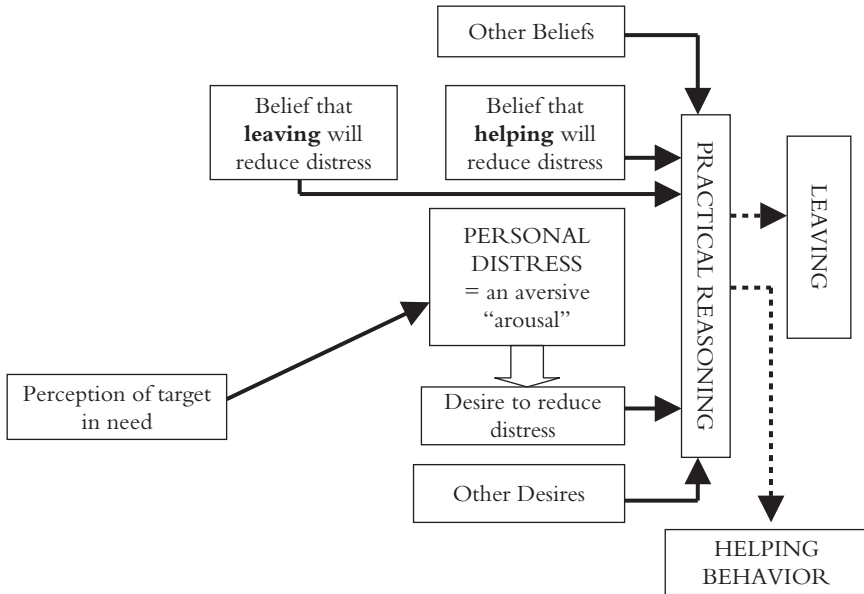 Other Beliefs
Belief that
leaving will
reduce distress
Belief that
helping will
reduce distress
PRACTICAL REASONING
LEAVING
PERSONAL
DISTRESS
= an aversive
“arousal”
Perception of target
in need
Desire to reduce
distress
Other Desires
HELPING
BEHAVIOR